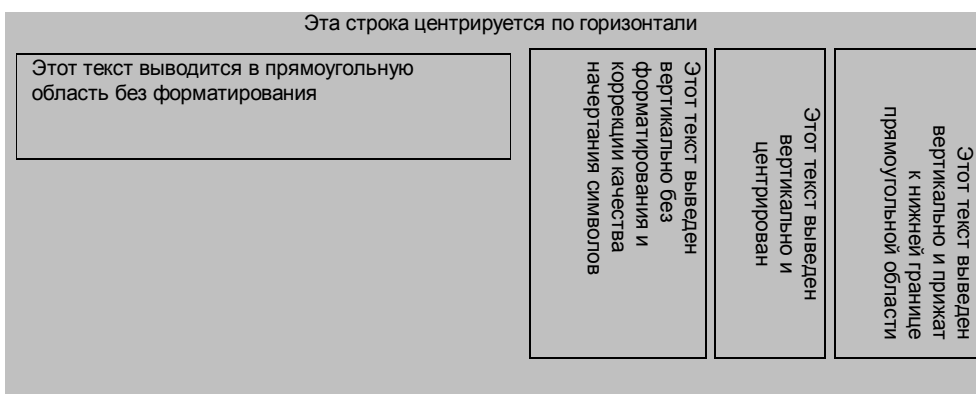 Эта строка центрируется по горизонтали
Этот текст выводится в прямоугольную
область без форматирования
Этот текст выведен
вертикально без
форматирования и
коррекции качества
начертания символов
Этот текст выведен
вертикально и
центрирован
Этот текст выведен
вертикально и прижат
к нижней границе
прямоугольной области